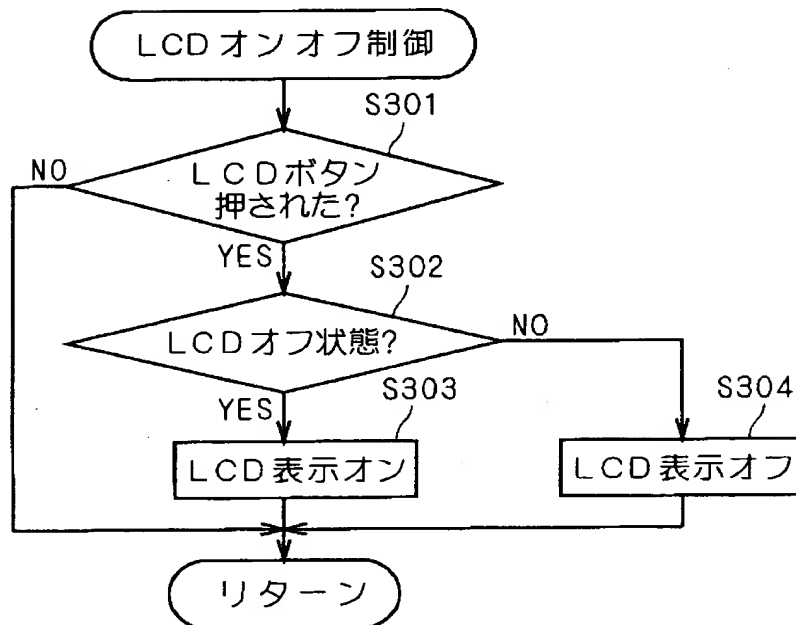 LCDオンオフ制御
S301
NO
LCDボタン
押された?
YES
S302
LCDオフ状態?
NO
YES
S303
S304
LCD表示オン
LCD表示オフ
リターン